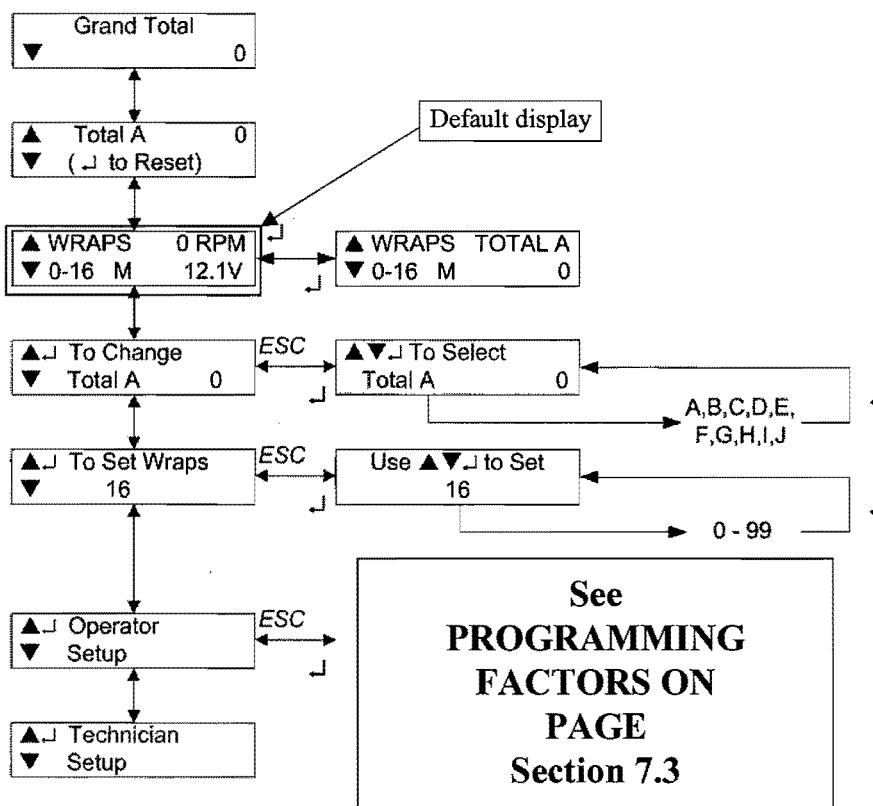 Grand Total
▼ 0
▲ Total A 0
▼ (↵ to Reset)
Default display
▲ WRAPS 0 RPM
▼ 0-16 M 12.1V
↵
↵
▲ WRAPS TOTAL A
▼ 0-16 M 0
▲↵ To Change
▼ Total A 0
ESC
↵
▲▼↵ To Select
Total A 0
A,B,C,D,E,
F,G,H,I,J
▲↵ To Set Wraps
▼ 16
ESC
↵
Use ▲▼↵ to Set
16
0 - 99
▲↵ Operator
▼ Setup
ESC
↵
▲↵ Technician
▼ Setup
See
PROGRAMMING
FACTORS ON
PAGE
Section 7.3